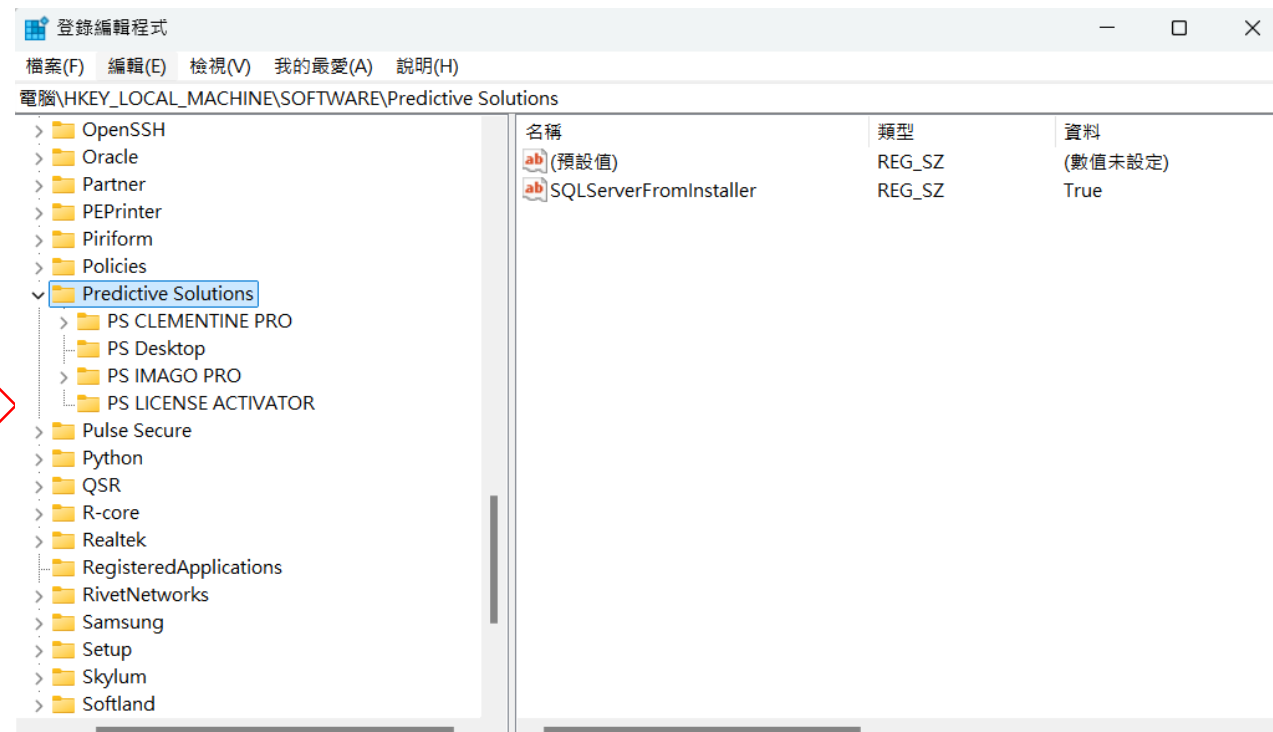 登錄編輯程式
檔案(F) 編輯(E) 檢視(V) 我的最愛(A) 說明(H)
電腦\HKEY_LOCAL_MACHINE\SOFTWARE\Predictive Solutions
OpenSSH
Oracle
Partner
PEPrinter
Piriform
Policies
Predictive Solutions
PS CLEMENTINE PRO
PS Desktop
PS IMAGO PRO
PS LICENSE ACTIVATOR
Pulse Secure
Python
QSR
R-core
Realtek
RegisteredApplications
RivetNetworks
Samsung
Setup
Skylum
Softland
名稱 類型 資料
ab (預設值) REG_SZ (數值未設定)
ab SQLServerFromInstaller REG_SZ True